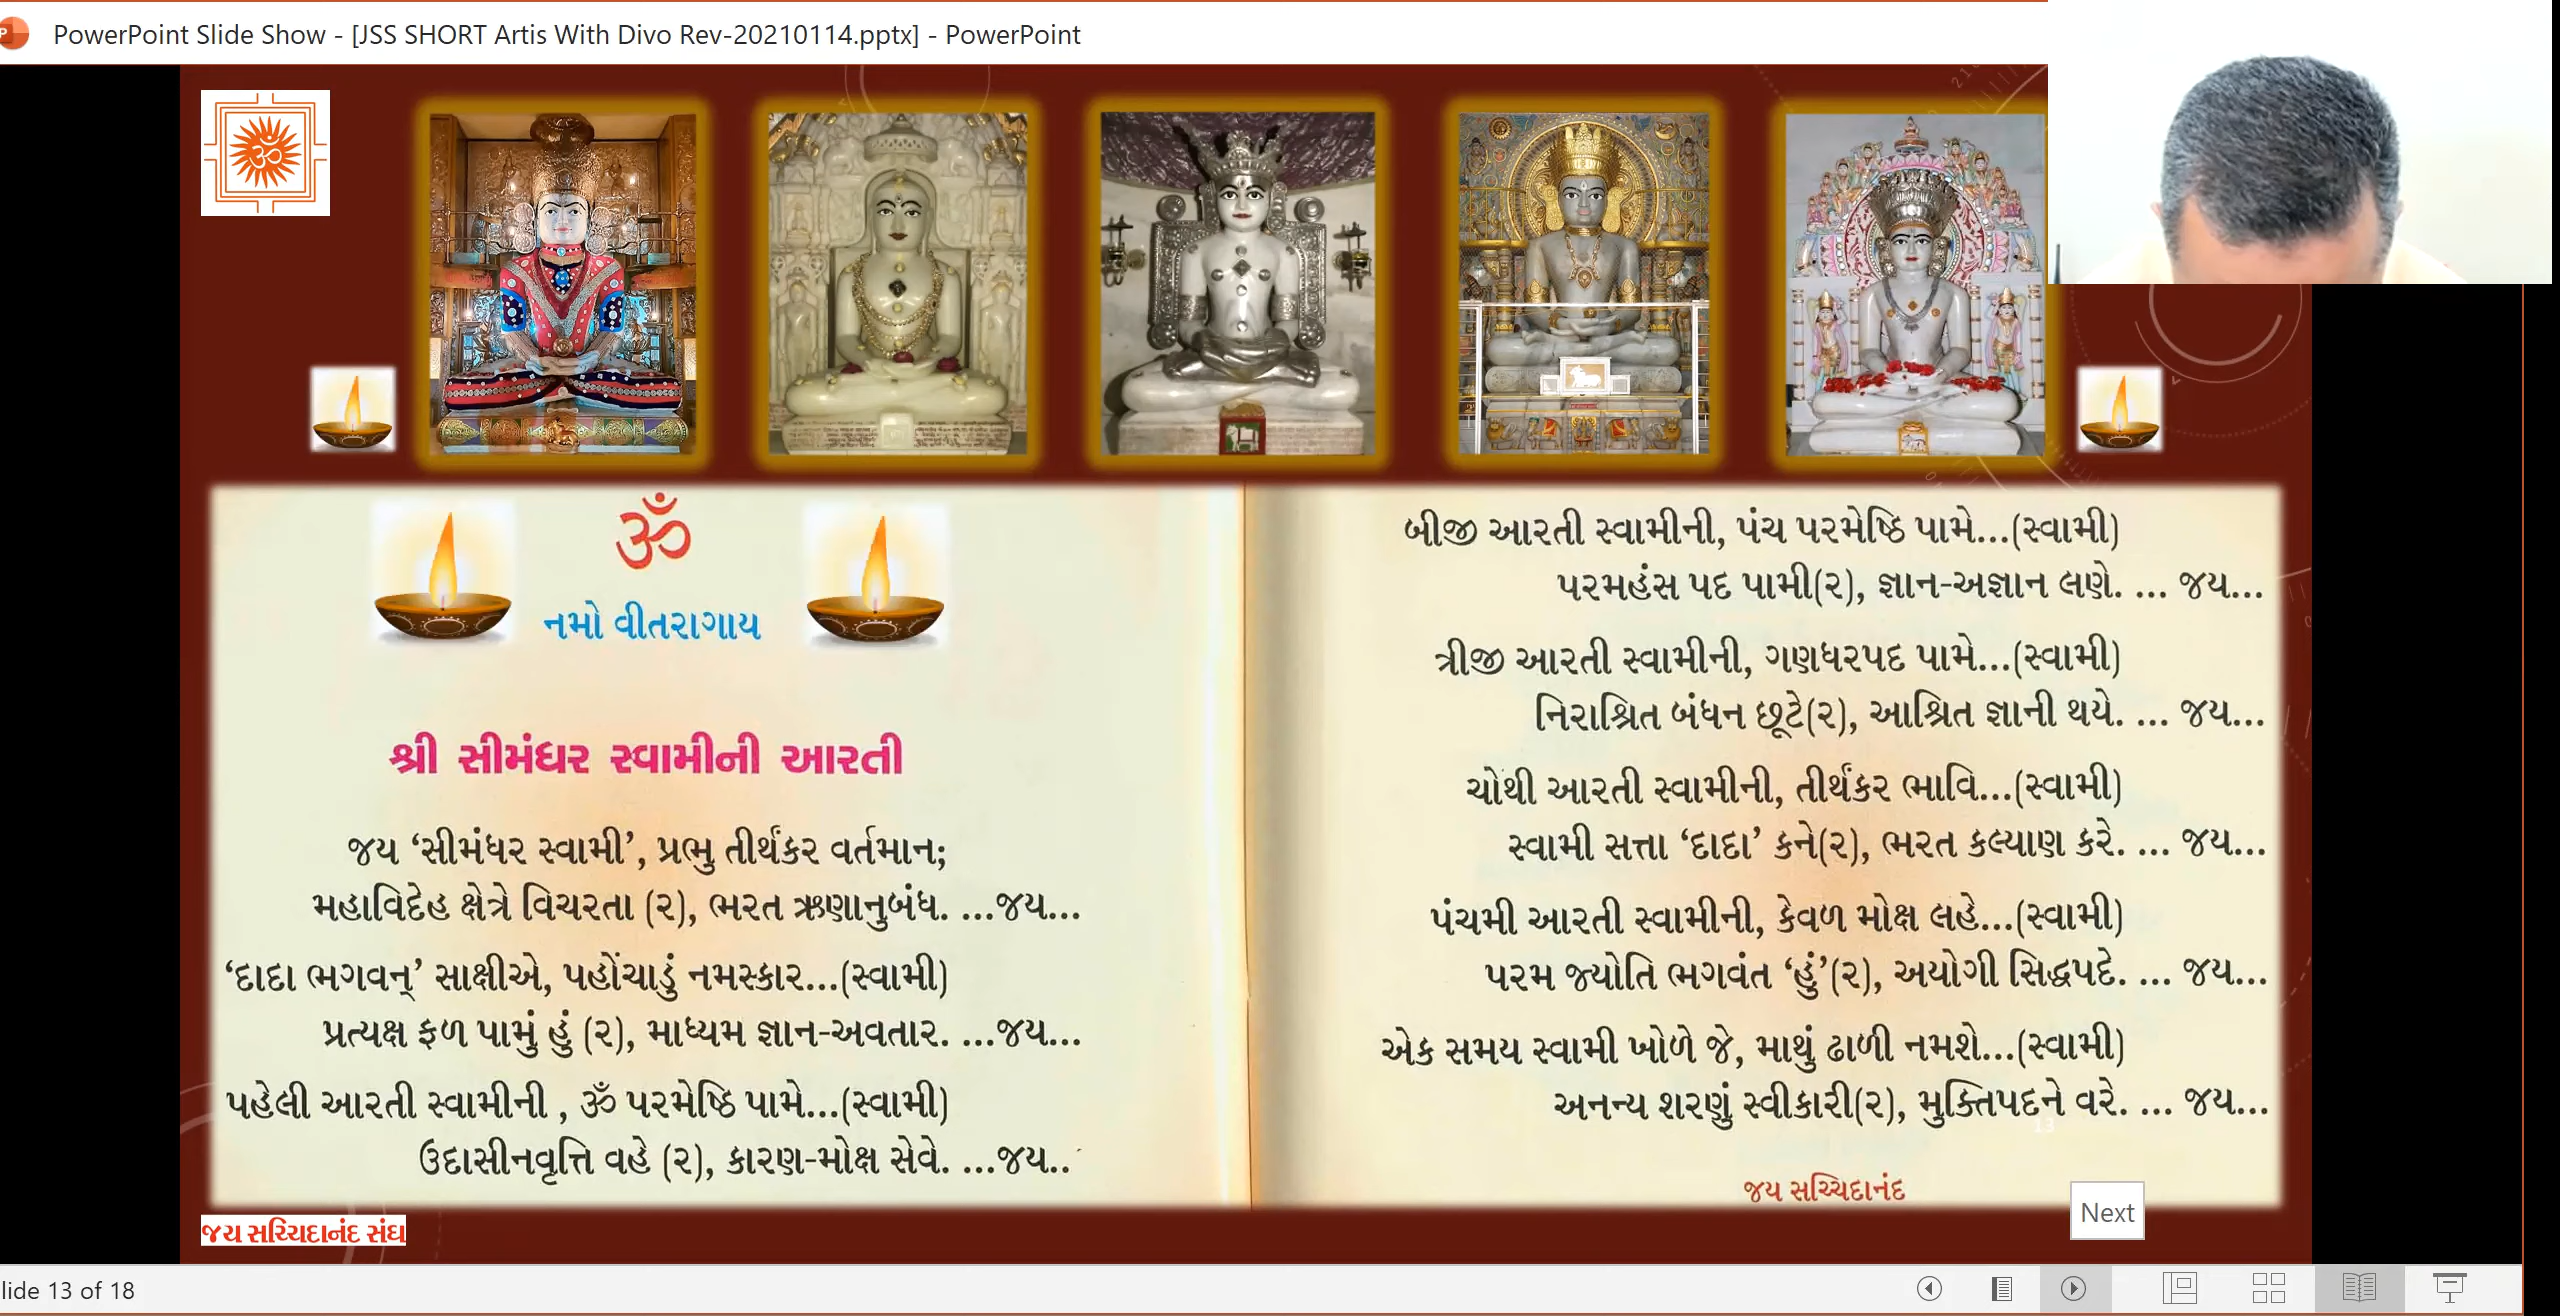 PowerPoint Slide Show - [JSS SHORT Artis With Divo Rev-20210114.pptx] - PowerPoint
ॐ
ॐ
નમો વીતરાગાય
શ્રી સીમંધર સ્વામીની આરતી
જય ‘સીમંધર સ્વામી’, પ્રભુ તીર્થંકર વર્તમાન;
મહાવિદેહ ક્ષેત્રે વિચરતા (૨), ભરત ઋણાનુબંધ. ...જય...
‘દાદા ભગવન્’ સાક્ષીએ, પહોંચાડું નમસ્કાર...(સ્વામી)
પ્રત્યક્ષ ફળ પામું હું (૨), માધ્યમ જ્ઞાન-અવતાર. ...જય...
પહેલી આરતી સ્વામીની , ૐ પરમેષ્ઠિ પામે...(સ્વામી)
ઉદાસીનવૃત્તિ વહે (૨), કારણ-મોક્ષ સેવે. ...જય..
બીજી આરતી સ્વામીની, પંચ પરમેષ્ઠિ પામે...(સ્વામી)
પરમહંસ પદ પામી(૨), જ્ઞાન-અજ્ઞાન લણે. ... જય...
ત્રીજી આરતી સ્વામીની, ગણધરપદ પામે...(સ્વામી)
નિરાશ્રિત બંધન છૂટે(૨), આશ્રિત જ્ઞાની થયે. ... જય...
ચોથી આરતી સ્વામીની, તીર્થંકર ભાવિ...(સ્વામી)
સ્વામી સત્તા ‘દાદા’ કને(૨), ભરત કલ્યાણ કરે. ... જય...
પંચમી આરતી સ્વામીની, કેવળ મોક્ષ લહે...(સ્વામી)
પરમ જ્યોતિ ભગવંત ‘હું’(૨), અયોગી સિદ્ધપદે. ... જય...
એક સમય સ્વામી ખોળે જે, માથું ઢાળી નમશે...(સ્વામી)
અનન્ય શરણું સ્વીકારી(૨), મુક્તિપદને વરે. ... જય...
13
જય સચ્ચિદાનંદ
Next
જય સચ્ચિદાનંદ સંઘ
lide 13 of 18